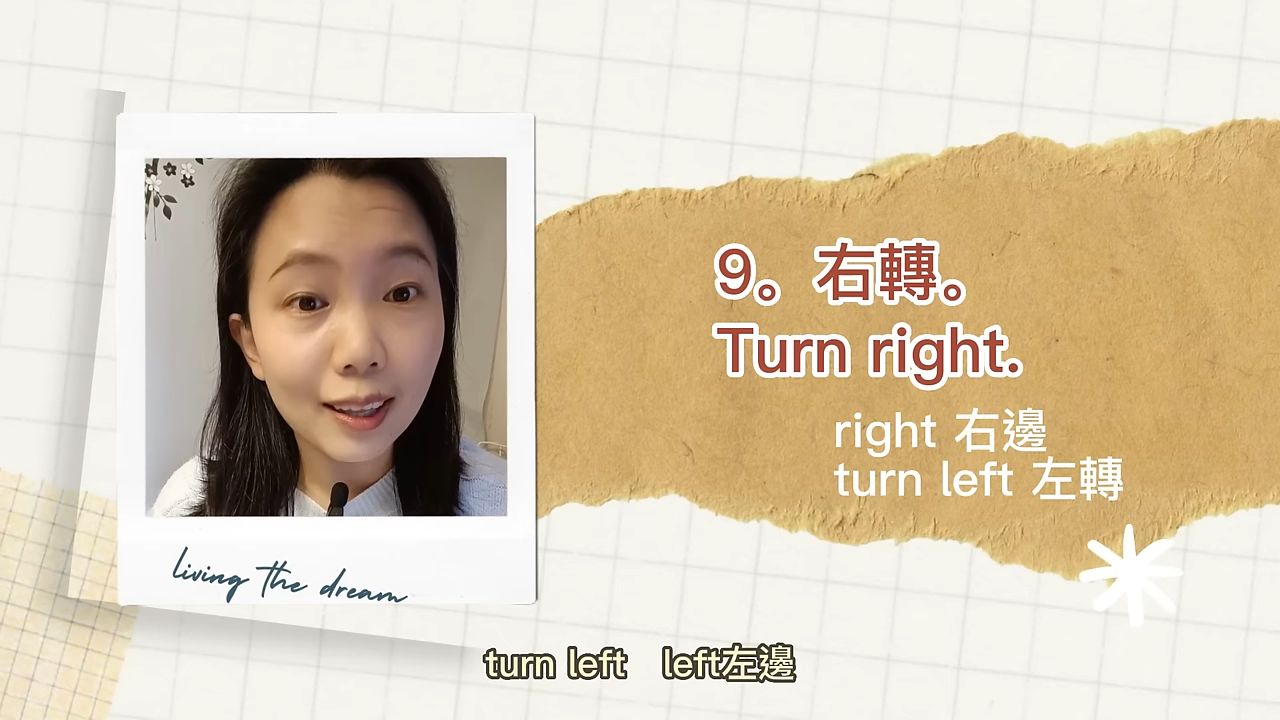 9。右轉。
Turn right.
right 右邊
turn left 左轉
living the dream
turn left left左邊